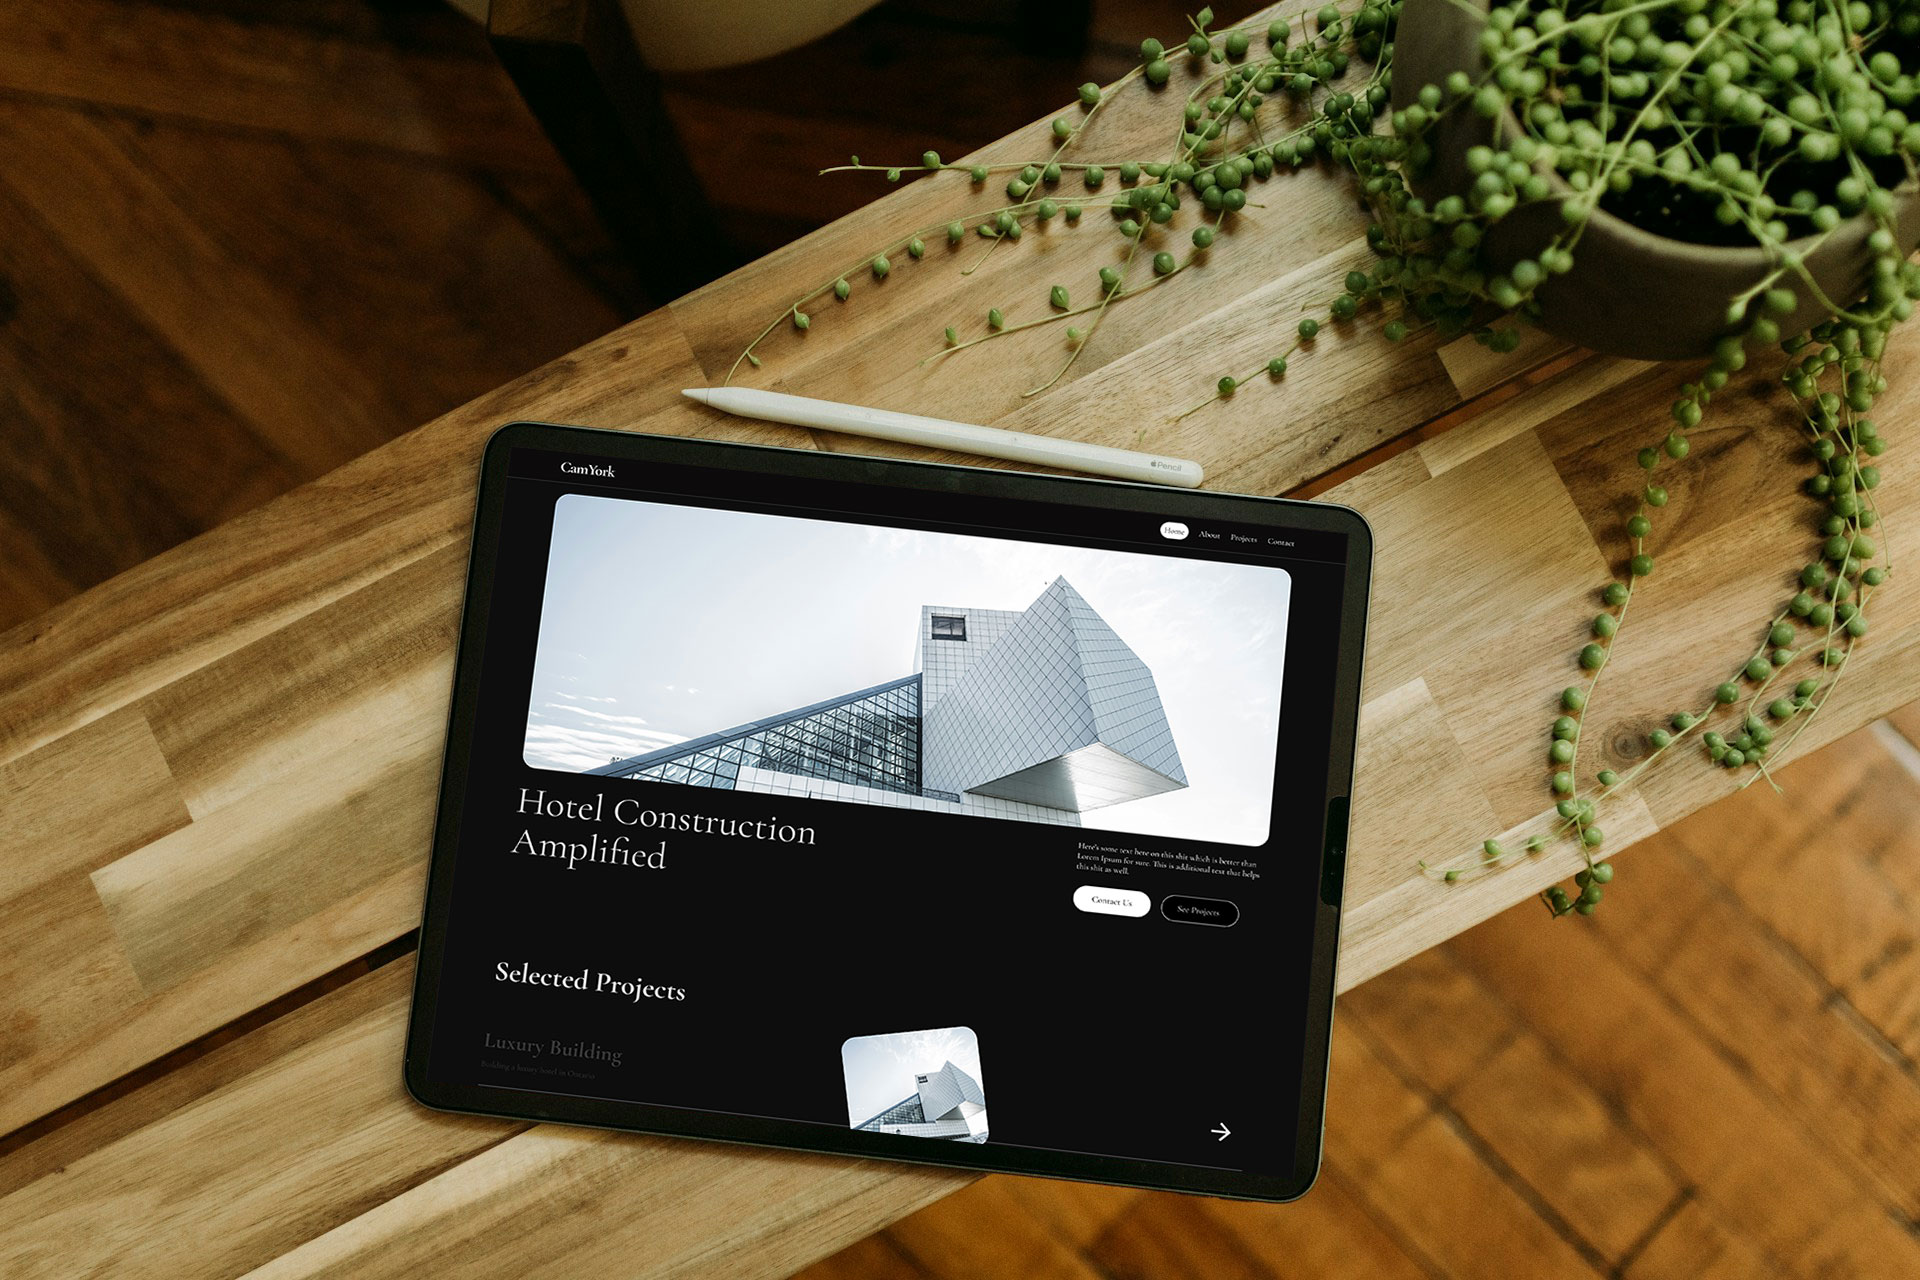 Pencil
CamYork
Home About Projects Contact
Hotel Construction
Amplified
Here's some text here on this shit which is better than
Lorem Ipsum for sure. This is additional text that helps
this shit as well.
Contact Us
See Projects
Selected Projects
Luxury Building
Building a luxury hotel in Ontario